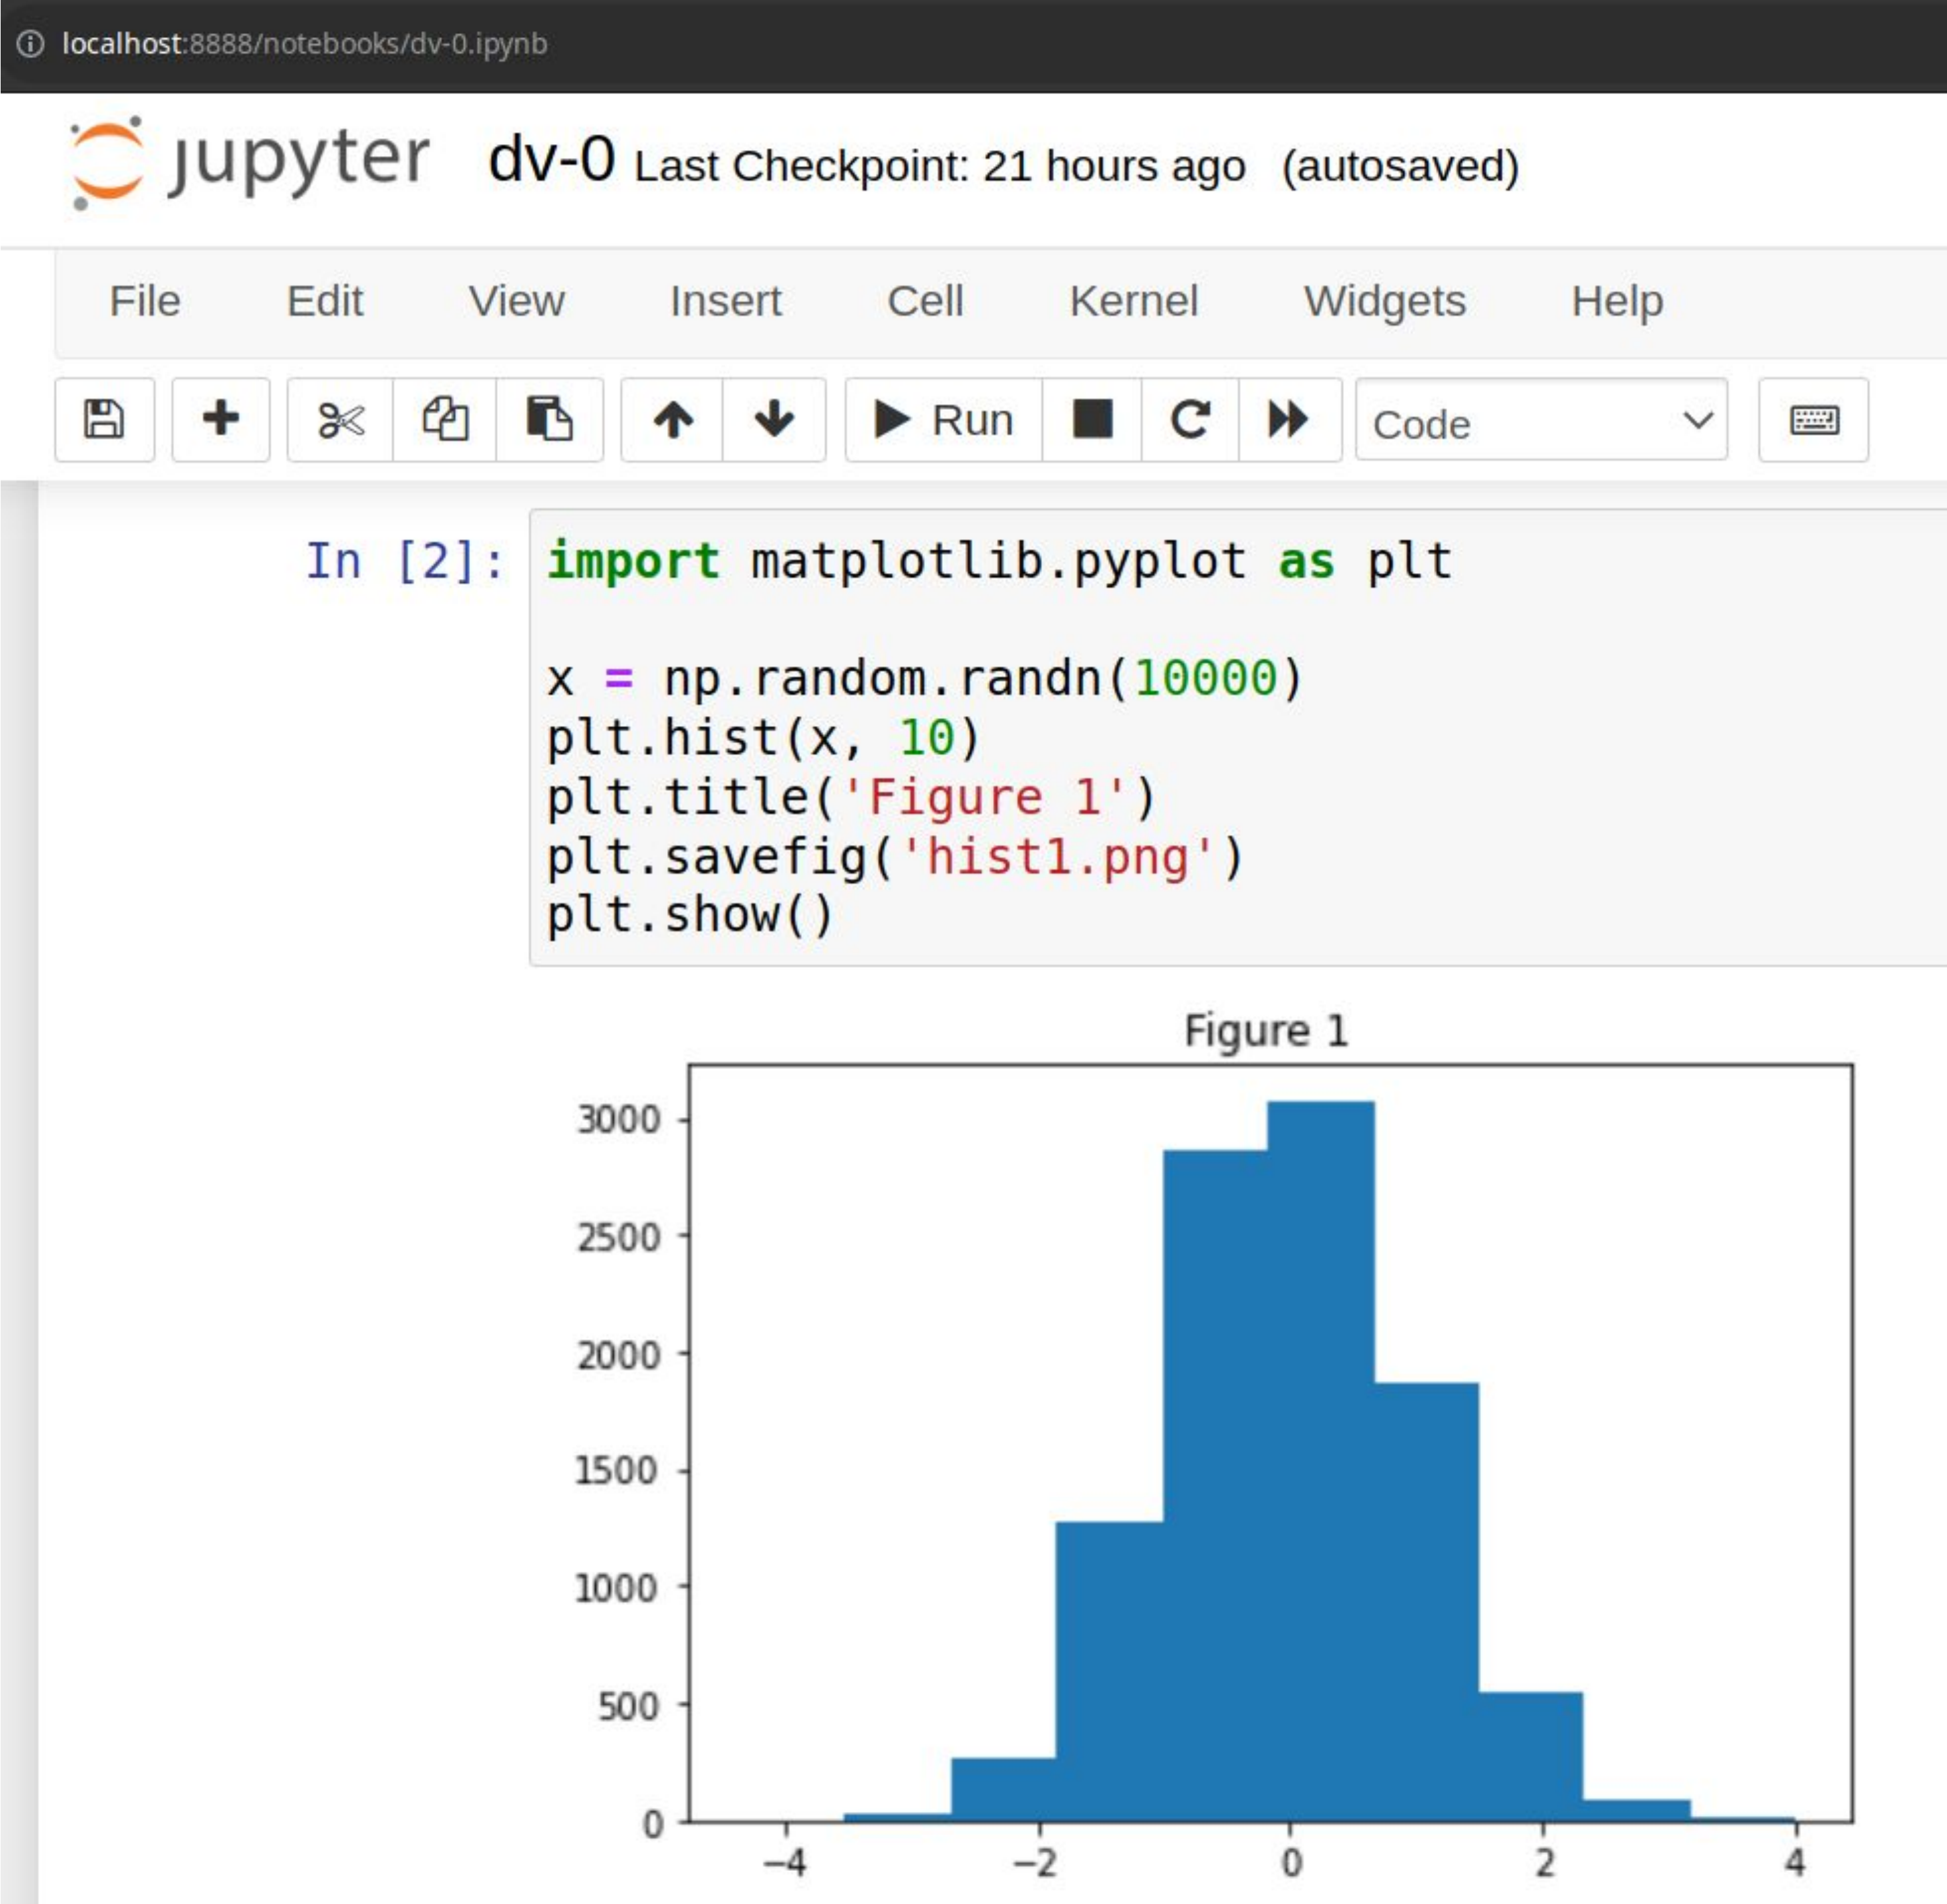 localhost:8888/notebooks/dv-0.ipynb
jupyter dv-0 Last Checkpoint: 21 hours ago (autosaved)
File Edit View Insert Cell Kernel Widgets Help
Run Code
In [2]: import matplotlib.pyplot as plt
x = np.random.randn(10000)
plt.hist(x, 10)
plt.title('Figure 1')
plt.savefig('hist1.png')
plt.show()
Figure 1
3000
2500
2000
1500
1000
500
0
−4 −2 0 2 4